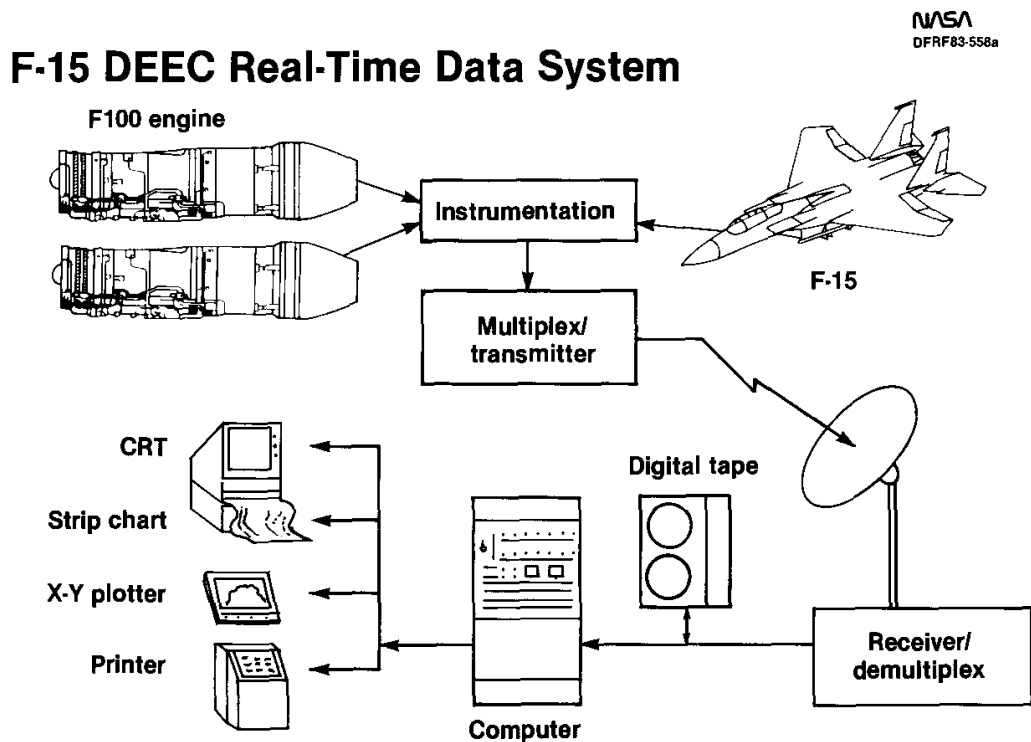 NASA
DFRF83-558a
F-15 DEEC Real-Time Data System
F100 engine
Instrumentation
F-15
Multiplex/
transmitter
CRT
Digital tape
Strip chart
X-Y plotter
Printer
Receiver/
demultiplex
Computer